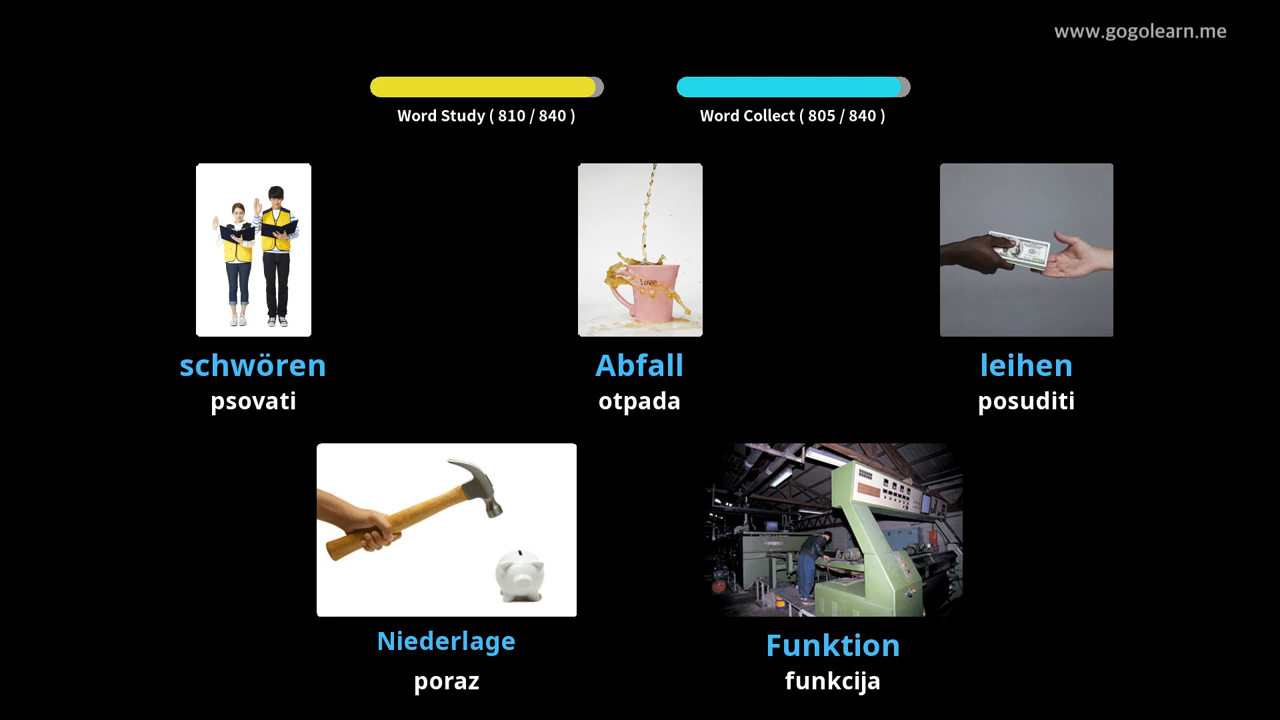 www.gogolearn.me
Word Study ( 810 / 840 )
Word Collect ( 805 / 840 )
love
schwören
psovati
Abfall
otpada
leihen
posuditi
Niederlage
poraz
Funktion
funkcija